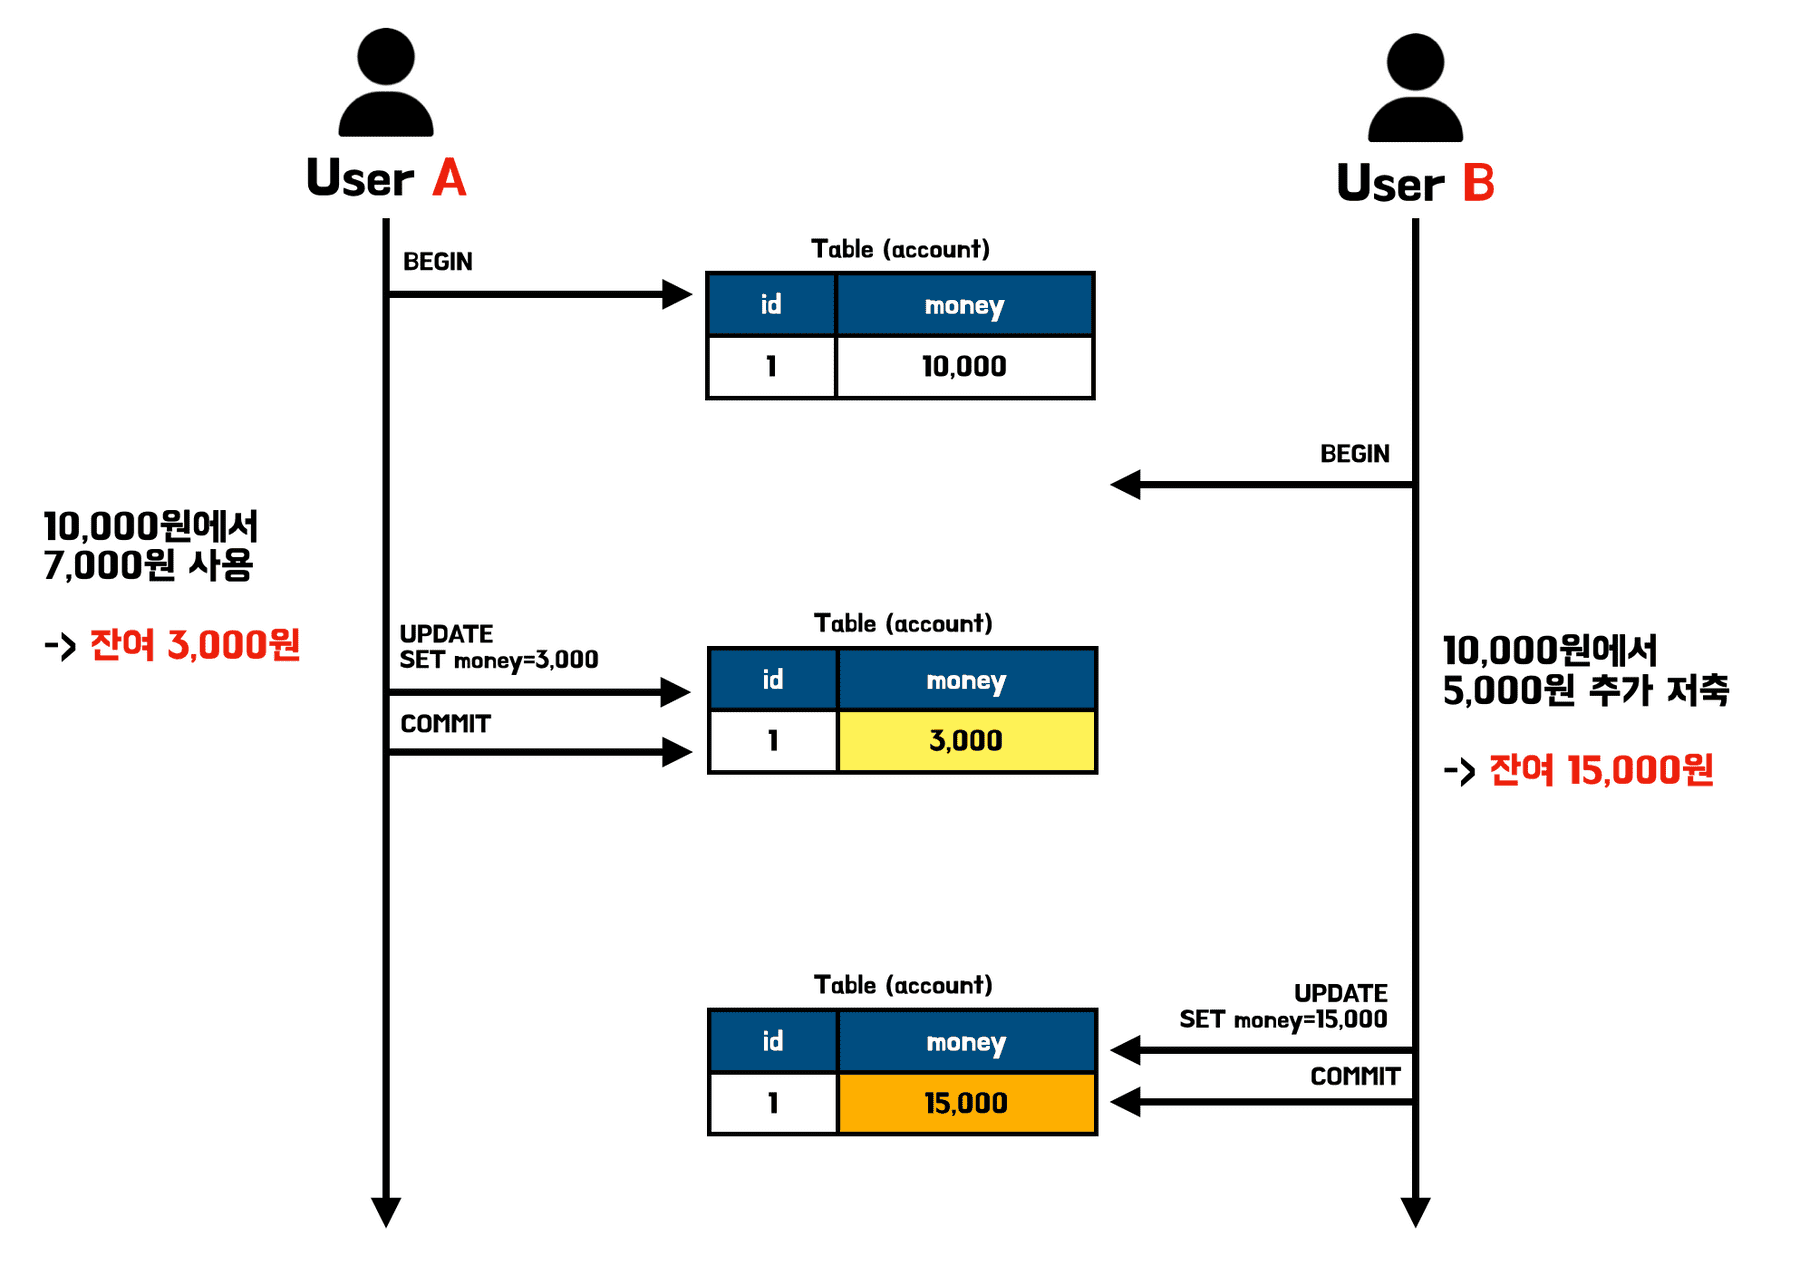 User A
User B
BEGIN
Table (account)
id money
1 10,000
BEGIN
10,000원에서
7,000원 사용
-> 잔여 3,000원
UPDATE
SET money=3,000
COMMIT
Table (account)
id money
1 3,000
10,000원에서
5,000원 추가 저축
-> 잔여 15,000원
Table (account)
id money
1 15,000
UPDATE
SET money=15,000
COMMIT